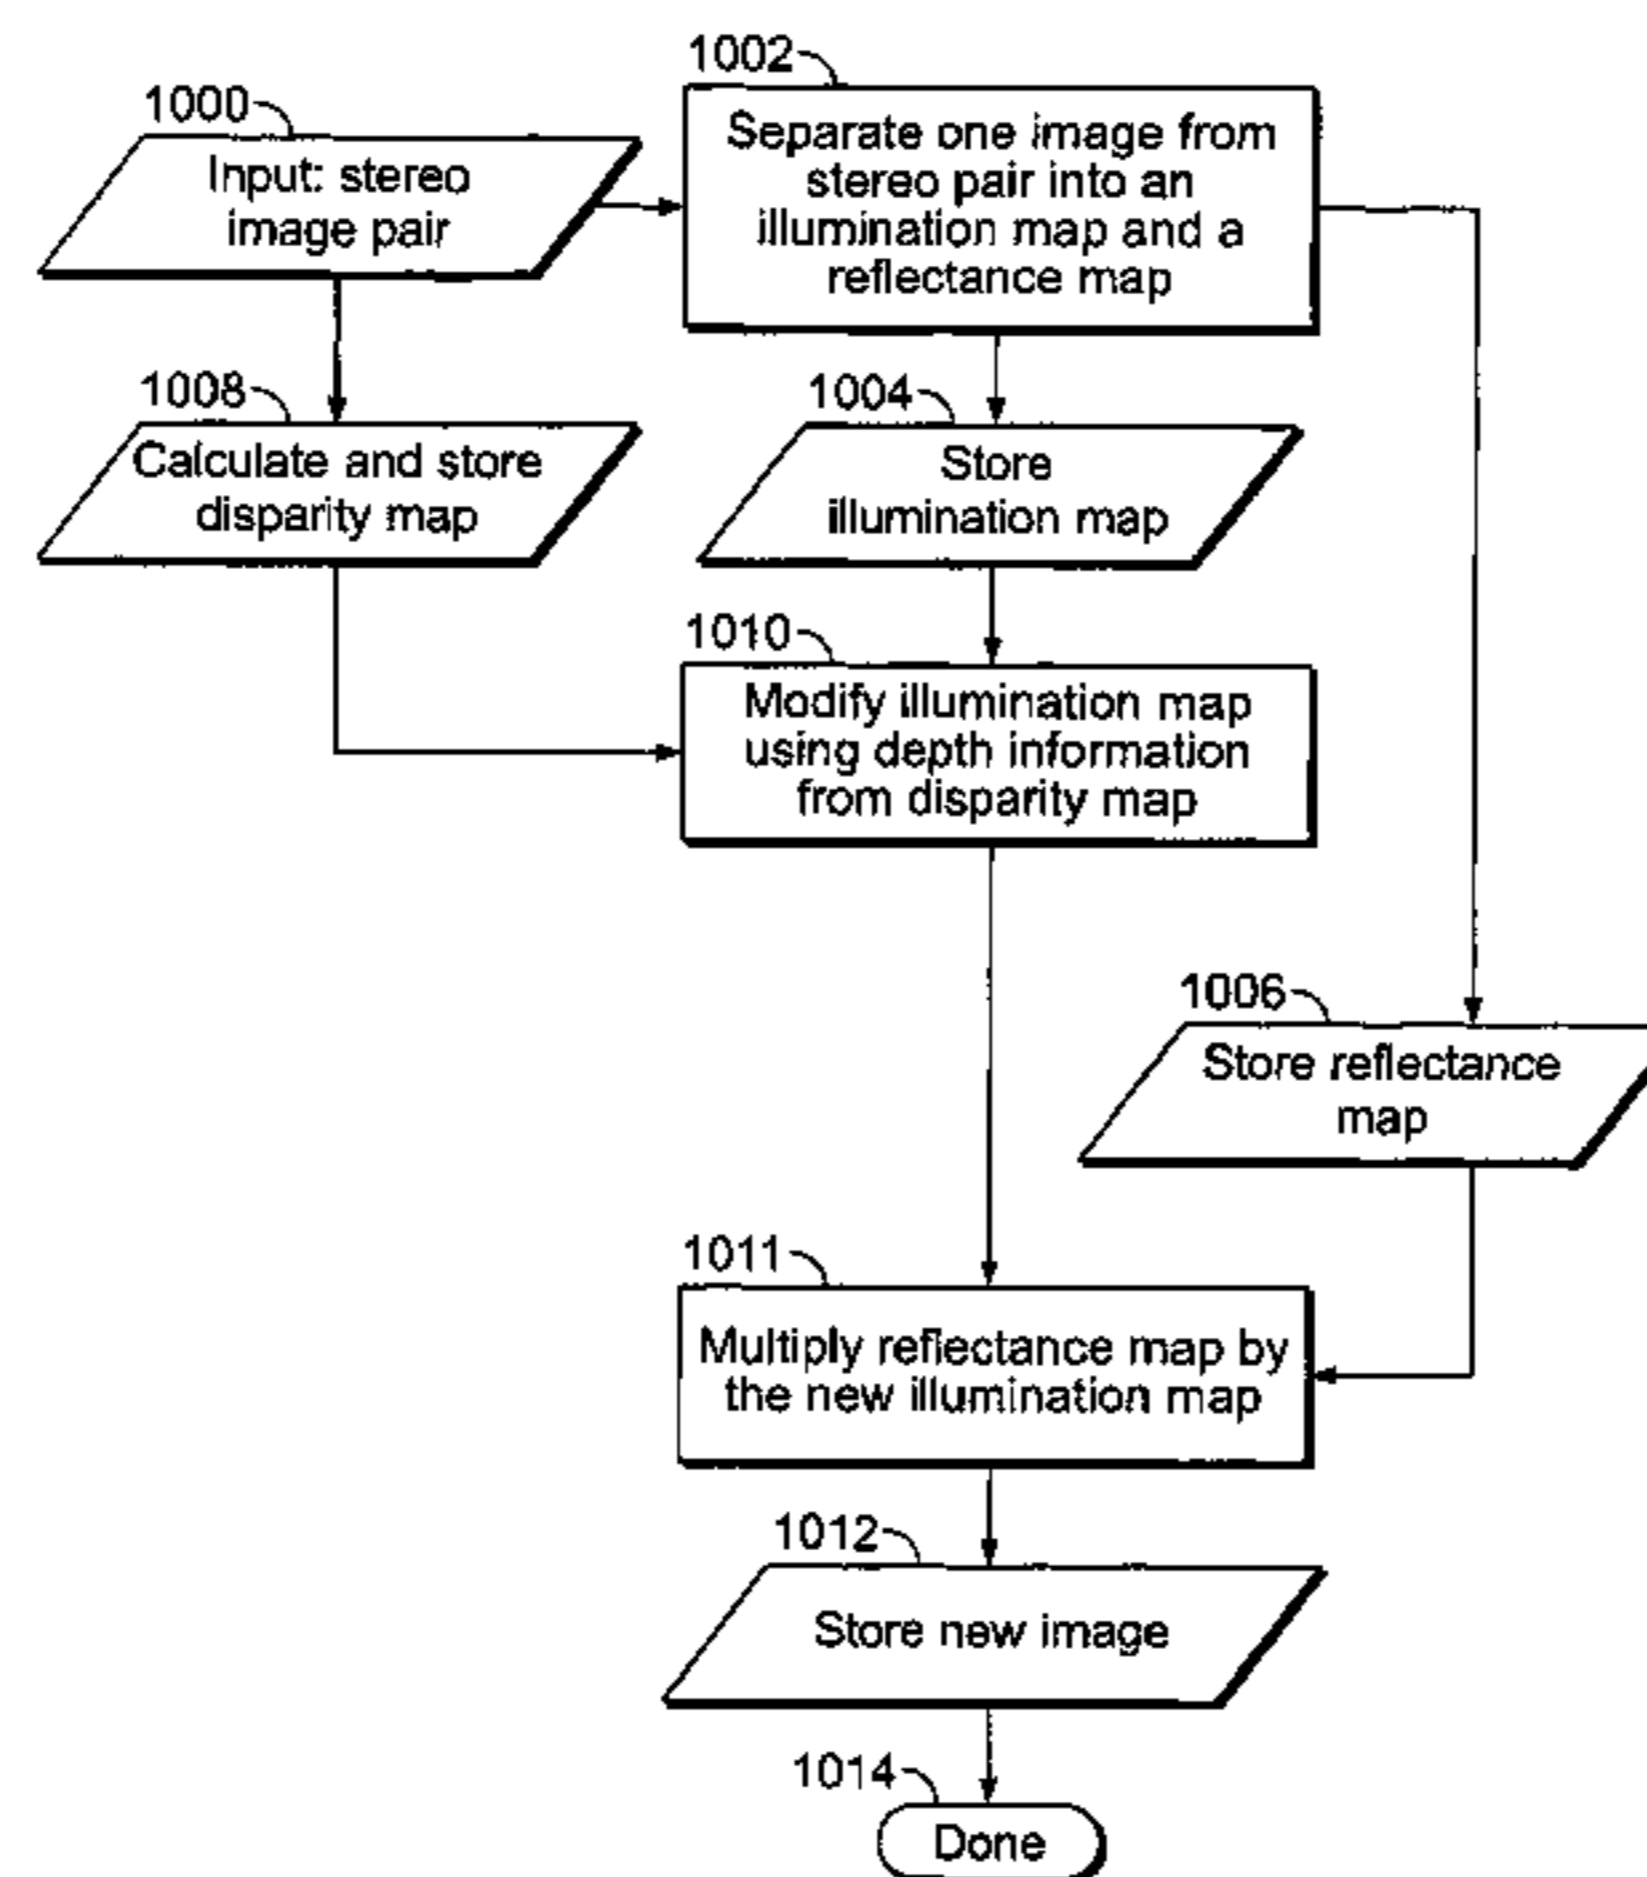 1000
Input: stereo
image pair
1002
Separate one image from
stereo pair into an
illumination map and a
reflectance map
1008
Calculate and store
disparity map
1004
Store
illumination map
1010
Modify illumination map
using depth information
from disparity map
1006
Store reflectance
map
1011
Multiply reflectance map by
the new illumination map
1012
Store new image
1014
Done